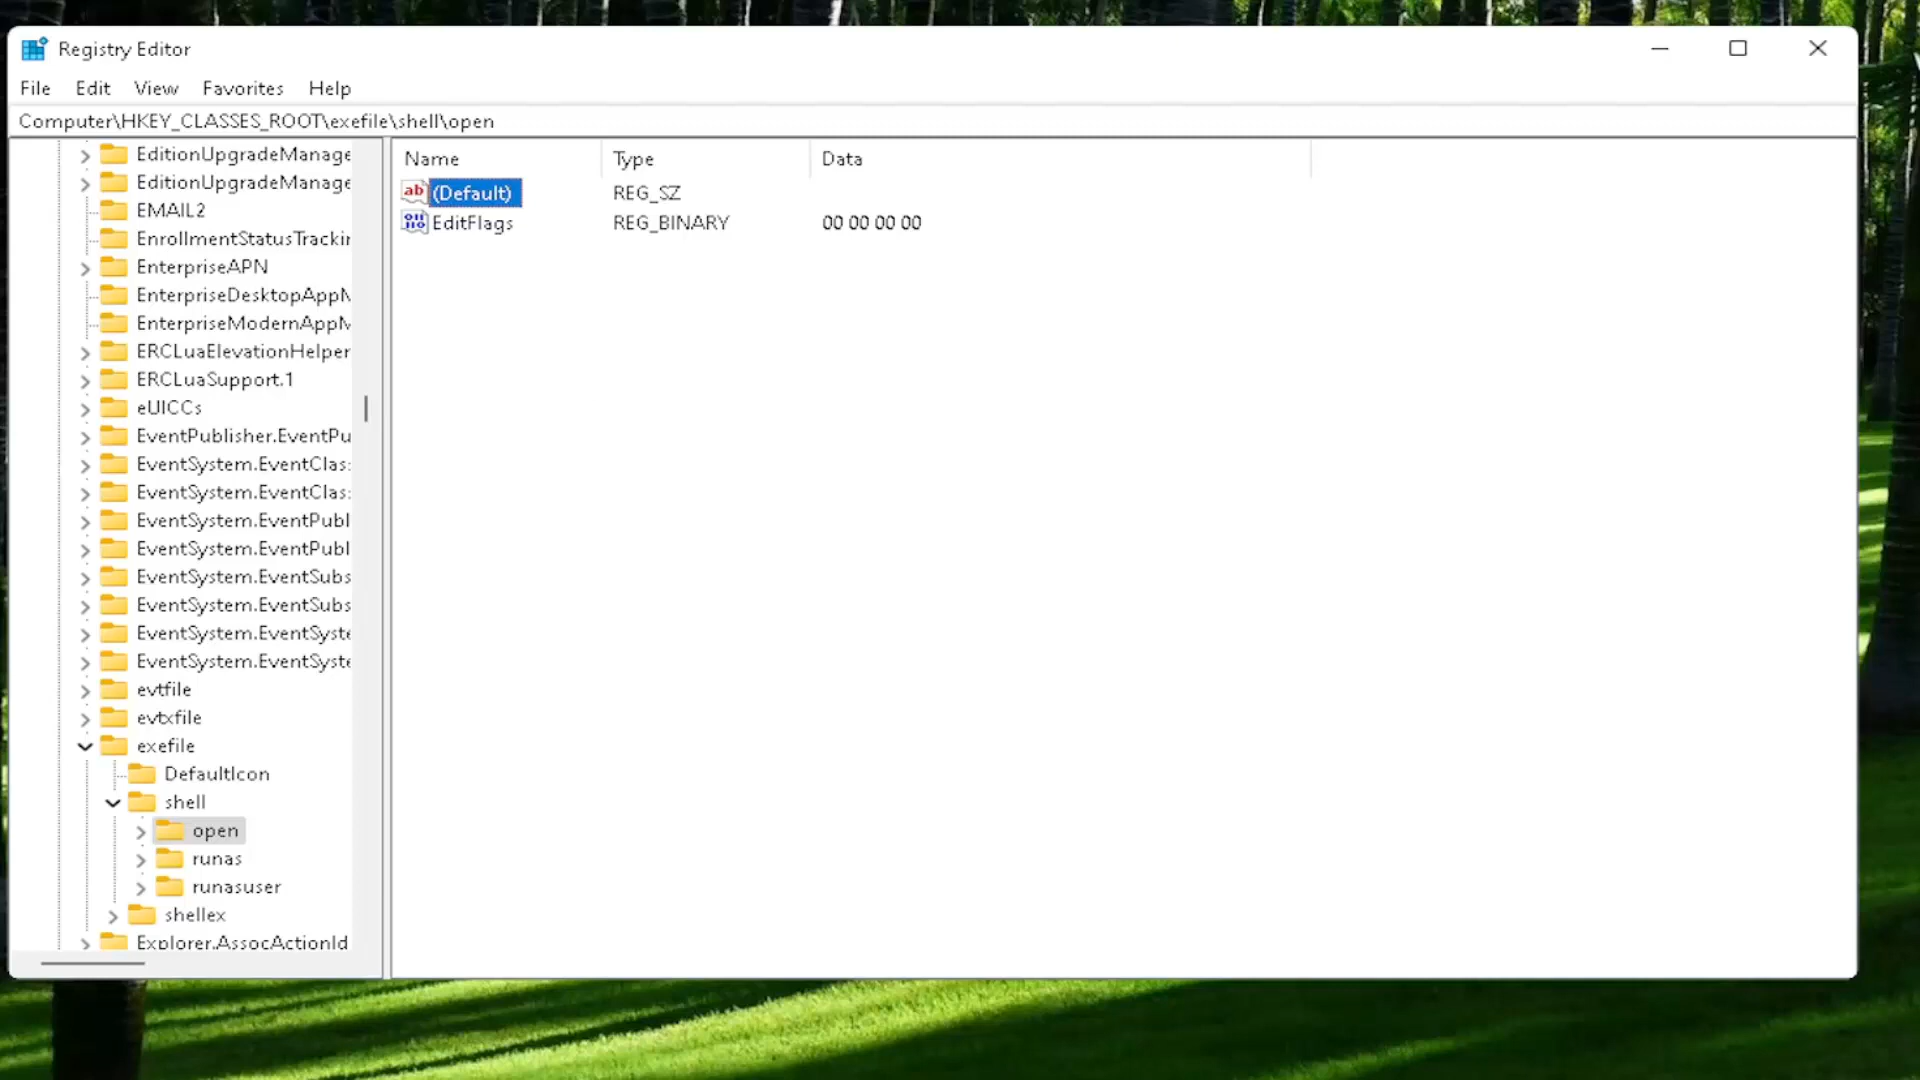 Registry Editor
File Edit View Favorites Help
Computer\HKEY_CLASSES_ROOT\exefile\shell\open
Name Type Data
(Default) REG_SZ
EditFlags REG_BINARY 00 00 00 00
EditionUpgradeManage
EditionUpgradeManage
EMAIL2
EnrollmentStatusTrackin
EnterpriseAPN
EnterpriseDesktopAppM
EnterpriseModernAppM
ERCLuaElevationHelper
ERCLuaSupport.1
eUICCs
EventPublisher.EventPu
EventSystem.EventClas
EventSystem.EventClas
EventSystem.EventPubl
EventSystem.EventPubl
EventSystem.EventSubs
EventSystem.EventSubs
EventSystem.EventSyste
EventSystem.EventSyste
evtfile
evtxfile
exefile
DefaultIcon
shell
open
runas
runasuser
shellex
Explorer.AssocActionId